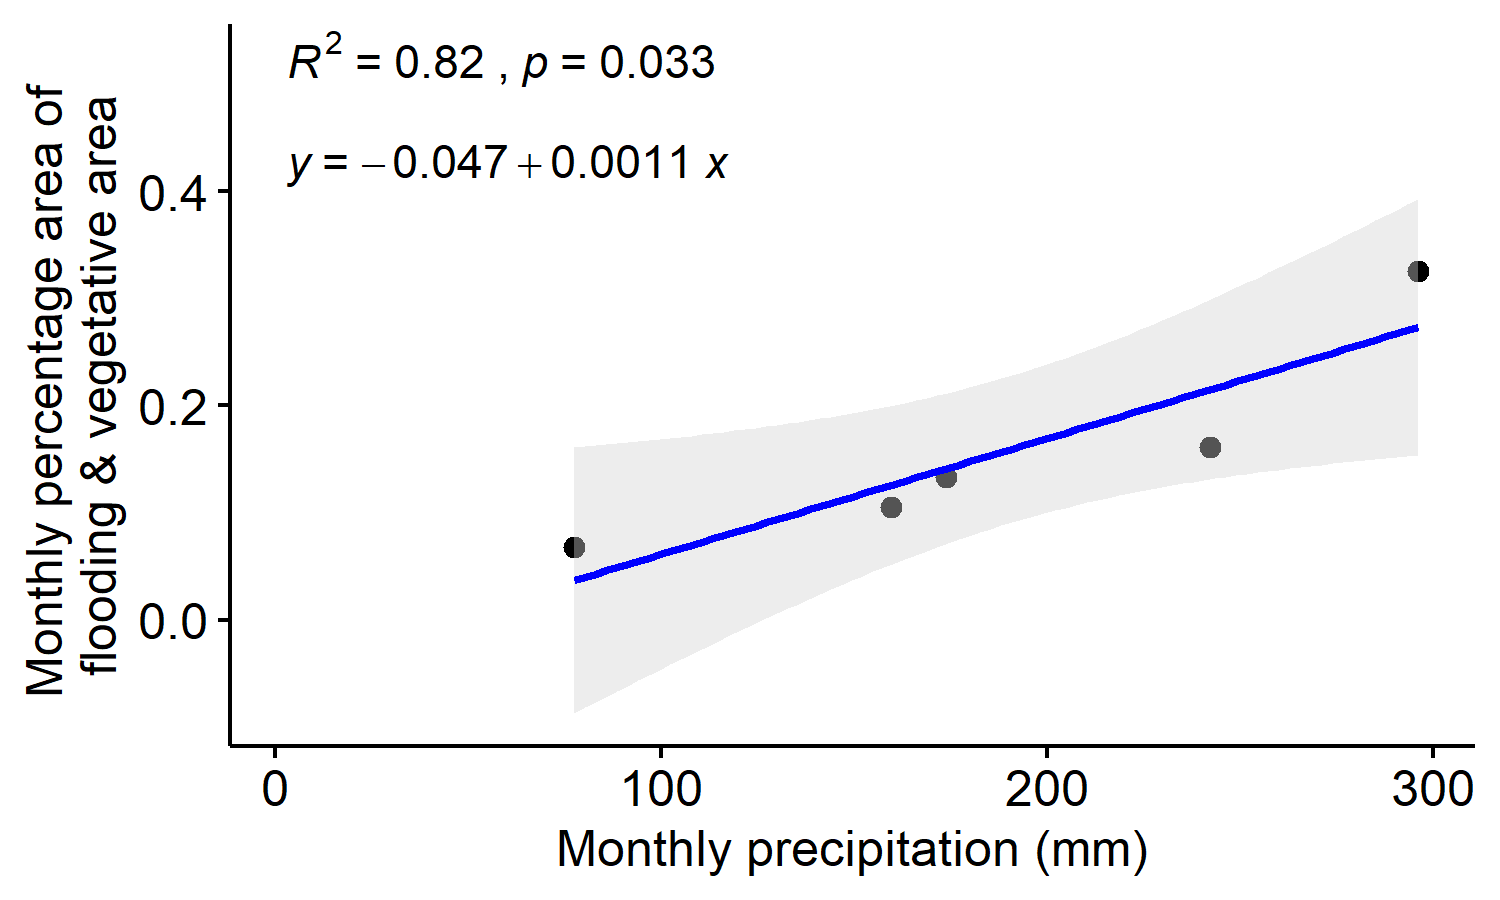 R² = 0.82 , p = 0.033
y = −0.047 + 0.0011 x
Monthly percentage area of
flooding & vegetative area
0.4
0.2
0.0
0 100 200 300
Monthly precipitation (mm)